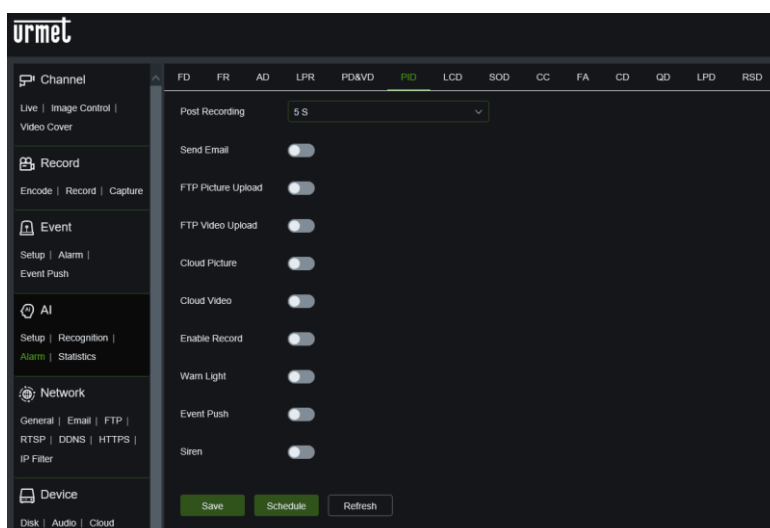 urmet
Channel
Live | Image Control |
Video Cover
Record
Encode | Record | Capture
Event
Setup | Alarm |
Event Push
AI
Setup | Recognition |
Alarm | Statistics
Network
General | Email | FTP |
RTSP | DDNS | HTTPS |
IP Filter
Device
Disk | Audio | Cloud
FD FR AD LPR PD&VD PID LCD SOD CC FA CD QD LPD RSD
Post Recording 5 S
Send Email
FTP Picture Upload
FTP Video Upload
Cloud Picture
Cloud Video
Enable Record
Warn Light
Event Push
Siren
Save Schedule Refresh